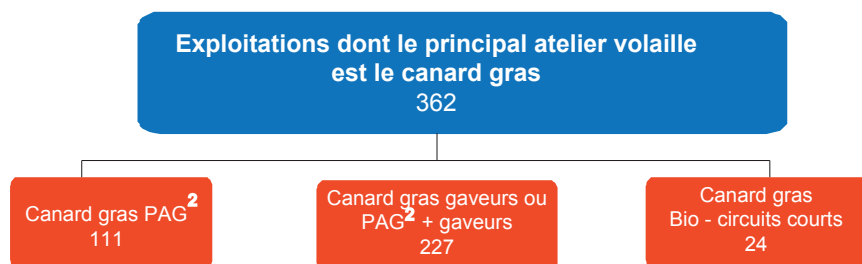 Exploitations dont le principal atelier volaille
est le canard gras
362
Canard gras PAG²
111
Canard gras gaveurs ou
PAG² + gaveurs
227
Canard gras
Bio - circuits courts
24